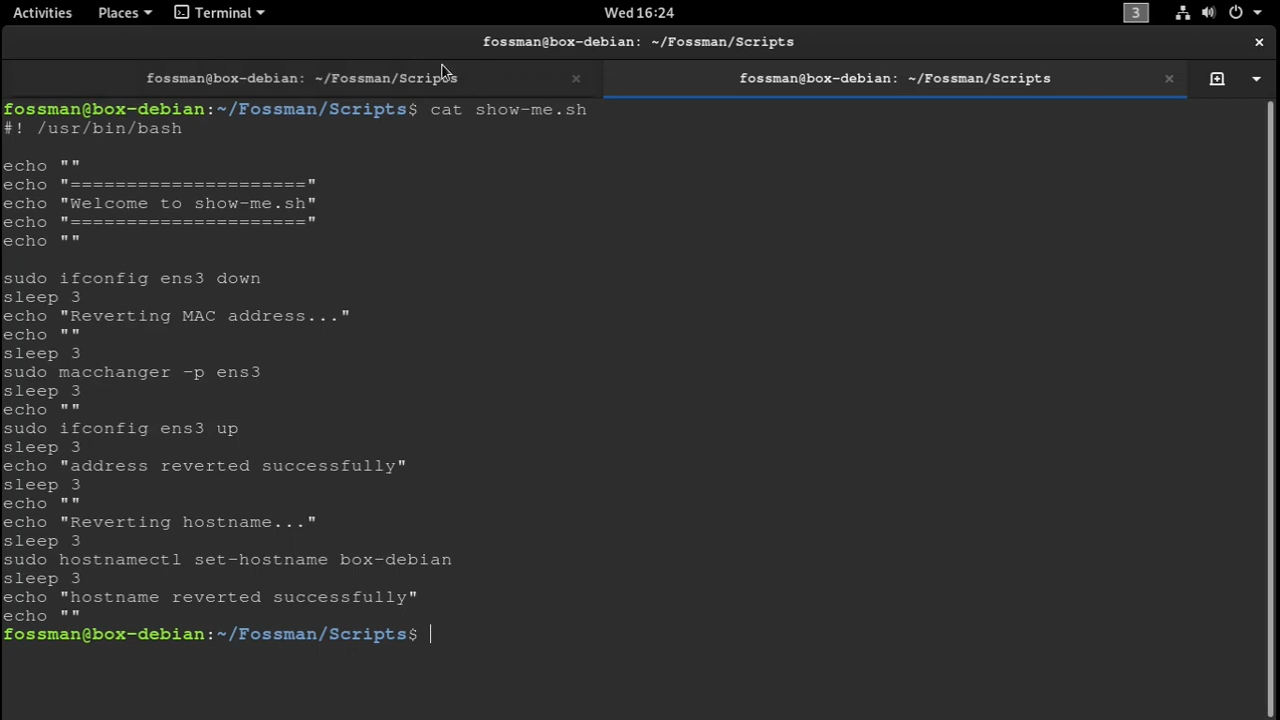 Activities Places Terminal Wed 16:24 3
fossman@box-debian: ~/Fossman/Scripts
fossman@box-debian: ~/Fossman/Scripts fossman@box-debian: ~/Fossman/Scripts
fossman@box-debian:~/Fossman/Scripts$ cat show-me.sh
#! /usr/bin/bash
echo ""
echo "====================="
echo "Welcome to show-me.sh"
echo "====================="
echo ""
sudo ifconfig ens3 down
sleep 3
echo "Reverting MAC address..."
echo ""
sleep 3
sudo macchanger -p ens3
sleep 3
echo ""
sudo ifconfig ens3 up
sleep 3
echo "address reverted successfully"
sleep 3
echo ""
echo "Reverting hostname..."
sleep 3
sudo hostnamectl set-hostname box-debian
sleep 3
echo "hostname reverted successfully"
echo ""
fossman@box-debian:~/Fossman/Scripts$